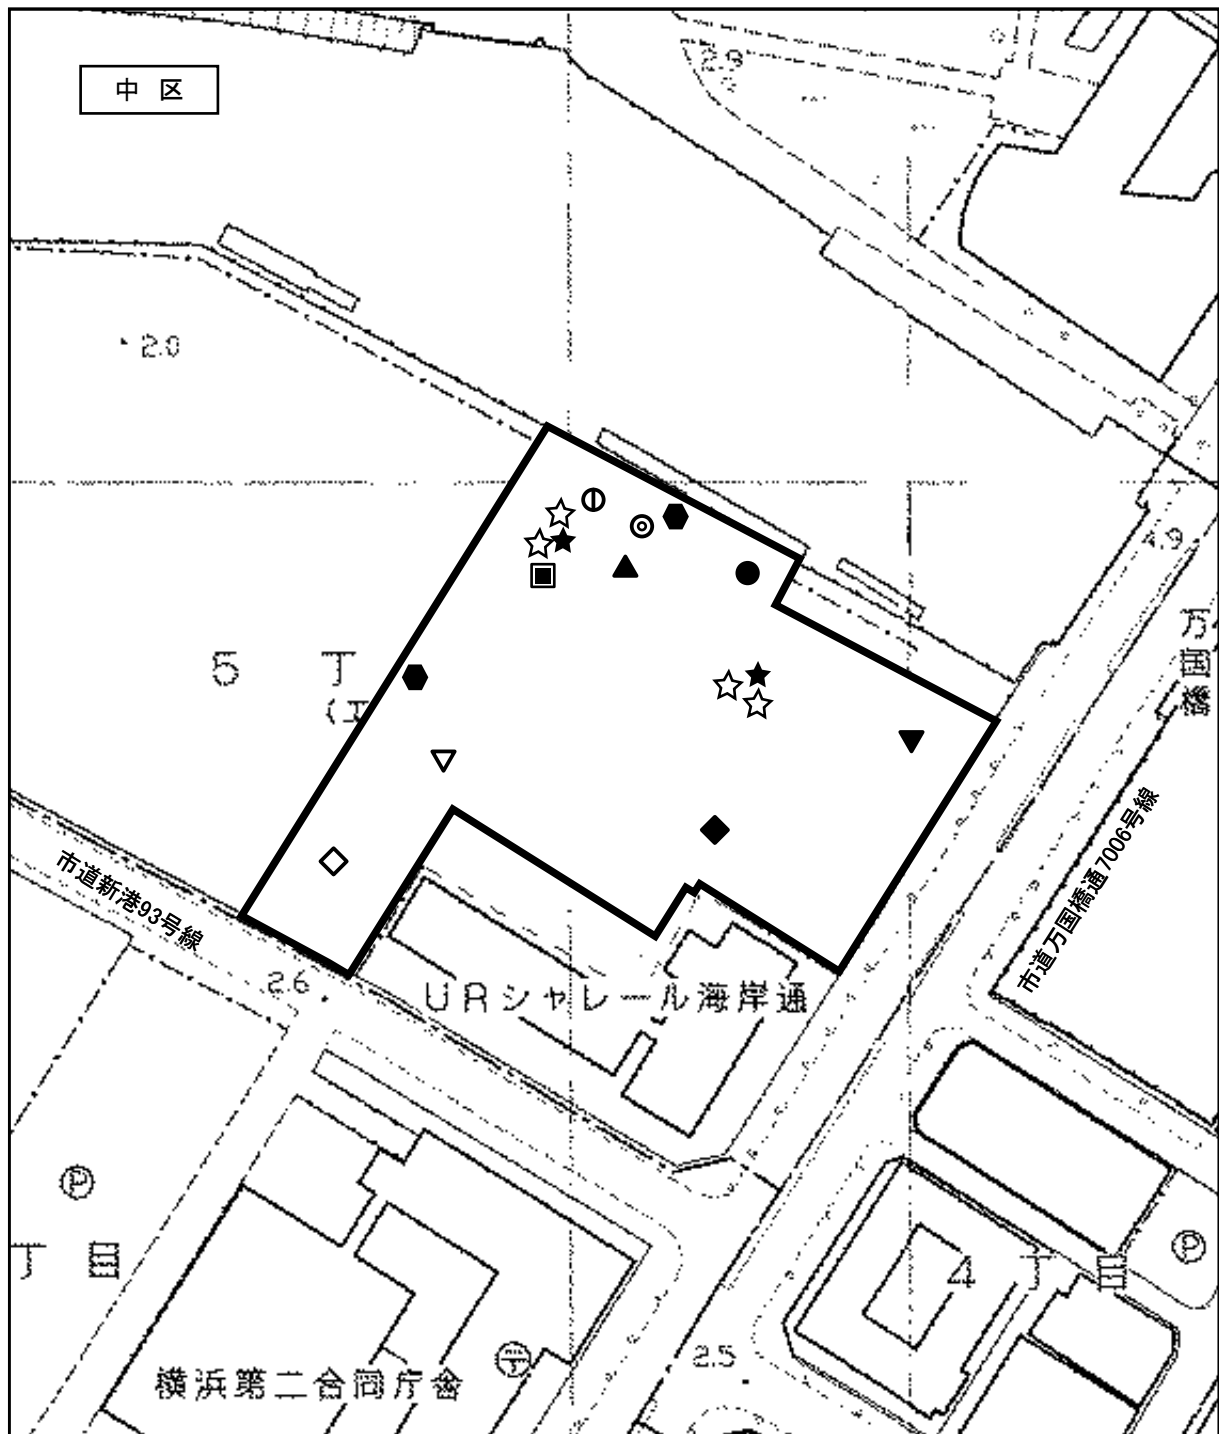 中 区
2.9
2.0
4.9
5 丁
万国橋
市道新港93号線
市道万国橋通7006号線
2.6
URシャレール海岸通
P
丁 目
4 丁 目
P
2.5
横浜第二合同庁舎